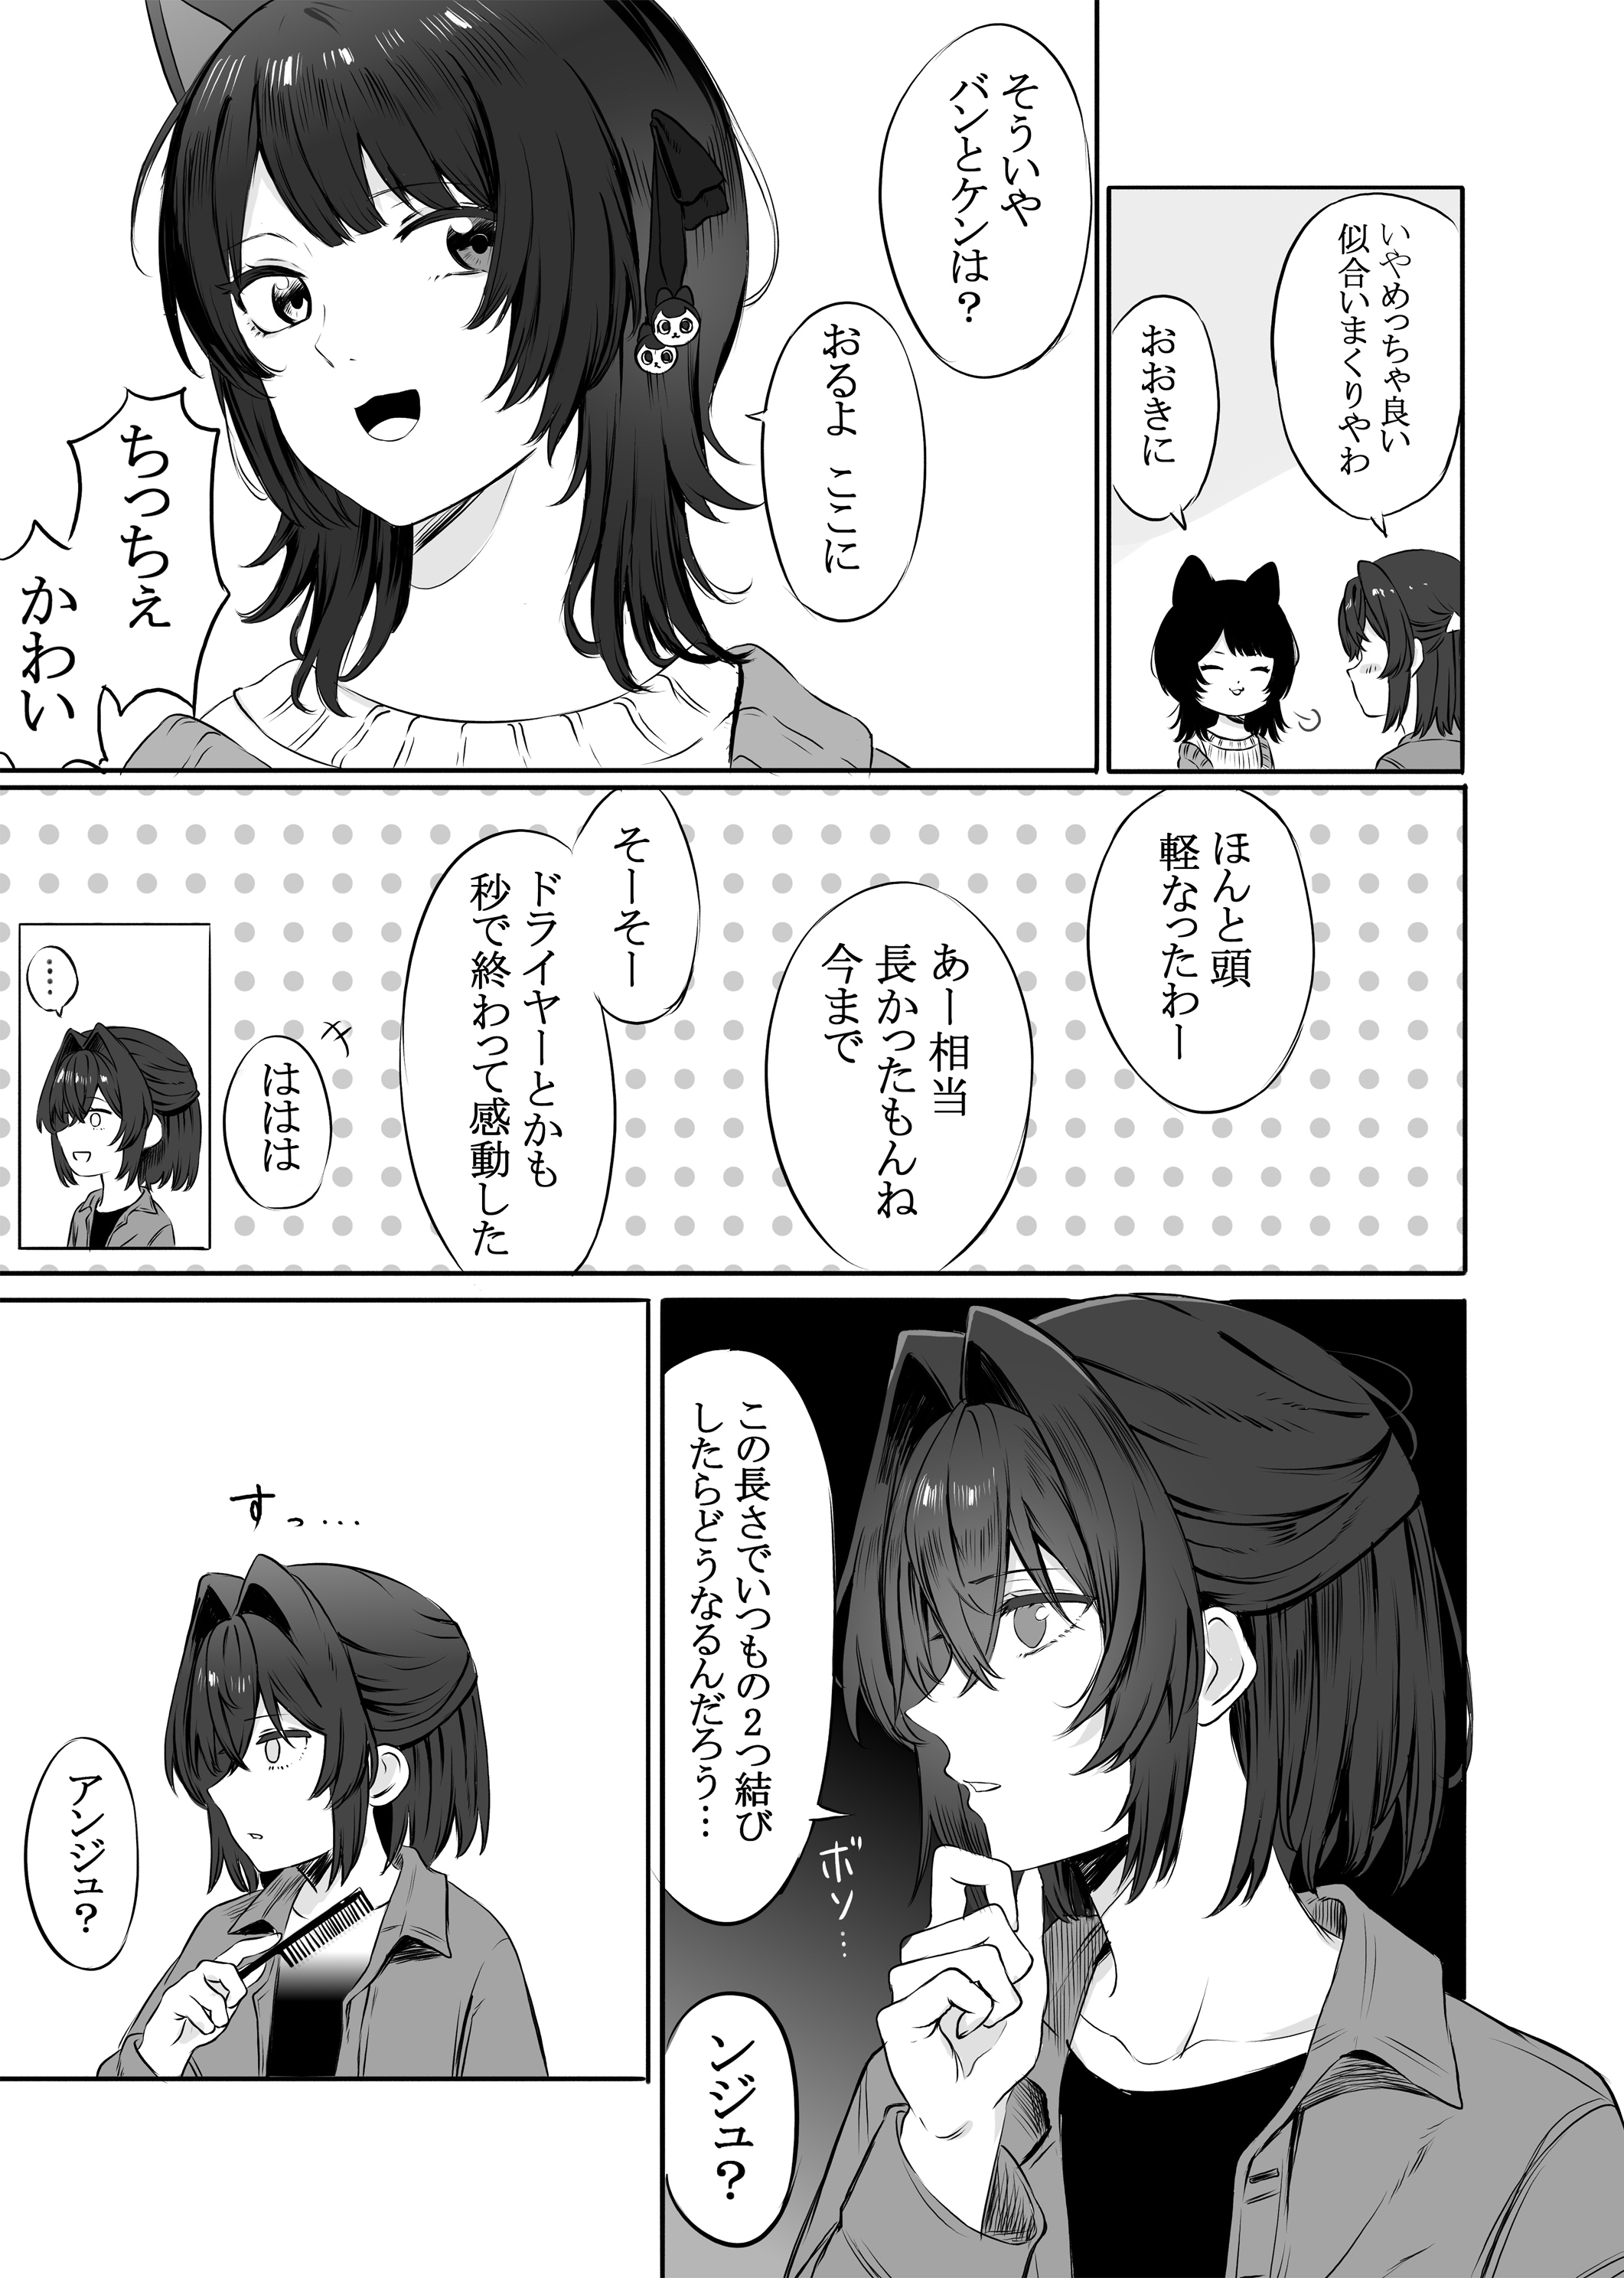 いやめっちゃ良い
似合いまくりやわ
おおきに
そういや
バンとケンは？
おるよ ここに
ちっちぇ
かわい
ほんと頭
軽なったわー
あー相当
長かったもんね
今まで
そーそー
ドライヤーとかも
秒で終わって感動した
ははは
…
この長さでいつもの2つ結び
したらどうなるんだろう…
ボソ…
ンジュ？
すっ…
アンジュ？